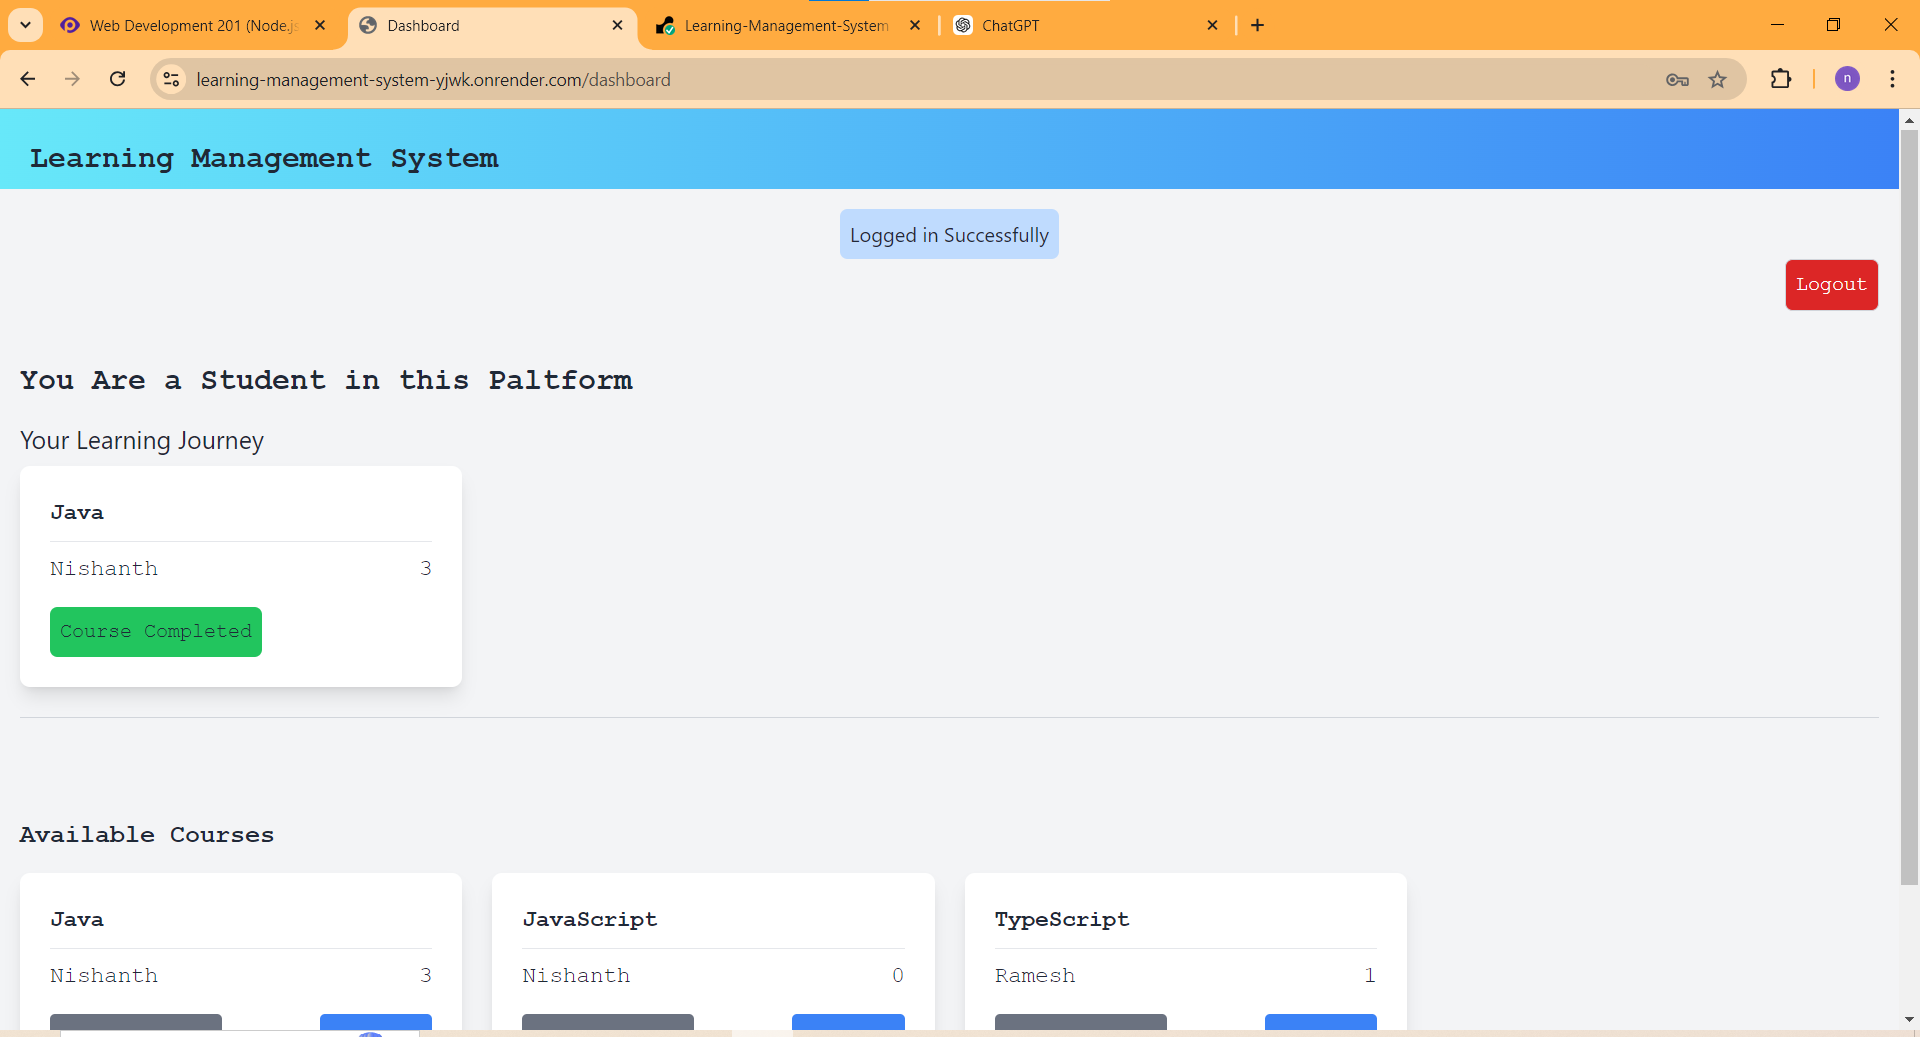 Web Development 201 (Node.js
Dashboard
Learning-Management-System
ChatGPT
learning-management-system-yjwk.onrender.com/dashboard
n
Learning Management System
Logged in Successfully
Logout
You Are a Student in this Paltform
Your Learning Journey
Java
Nishanth 3
Course Completed
Available Courses
Java
Nishanth 3
JavaScript
Nishanth 0
TypeScript
Ramesh 1